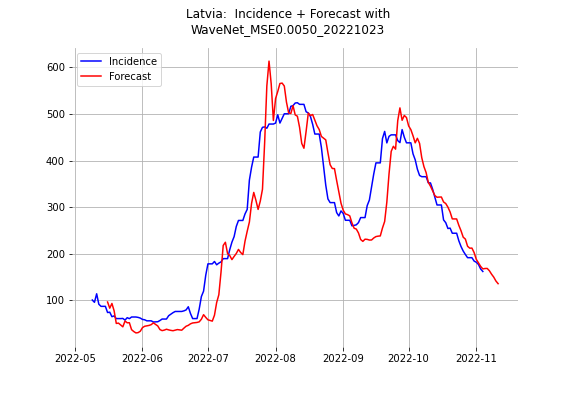 Latvia:  Incidence + Forecast with
WaveNet_MSE0.0050_20221023
Incidence
Forecast
600
500
400
300
200
100
2022-05 2022-06 2022-07 2022-08 2022-09 2022-10 2022-11